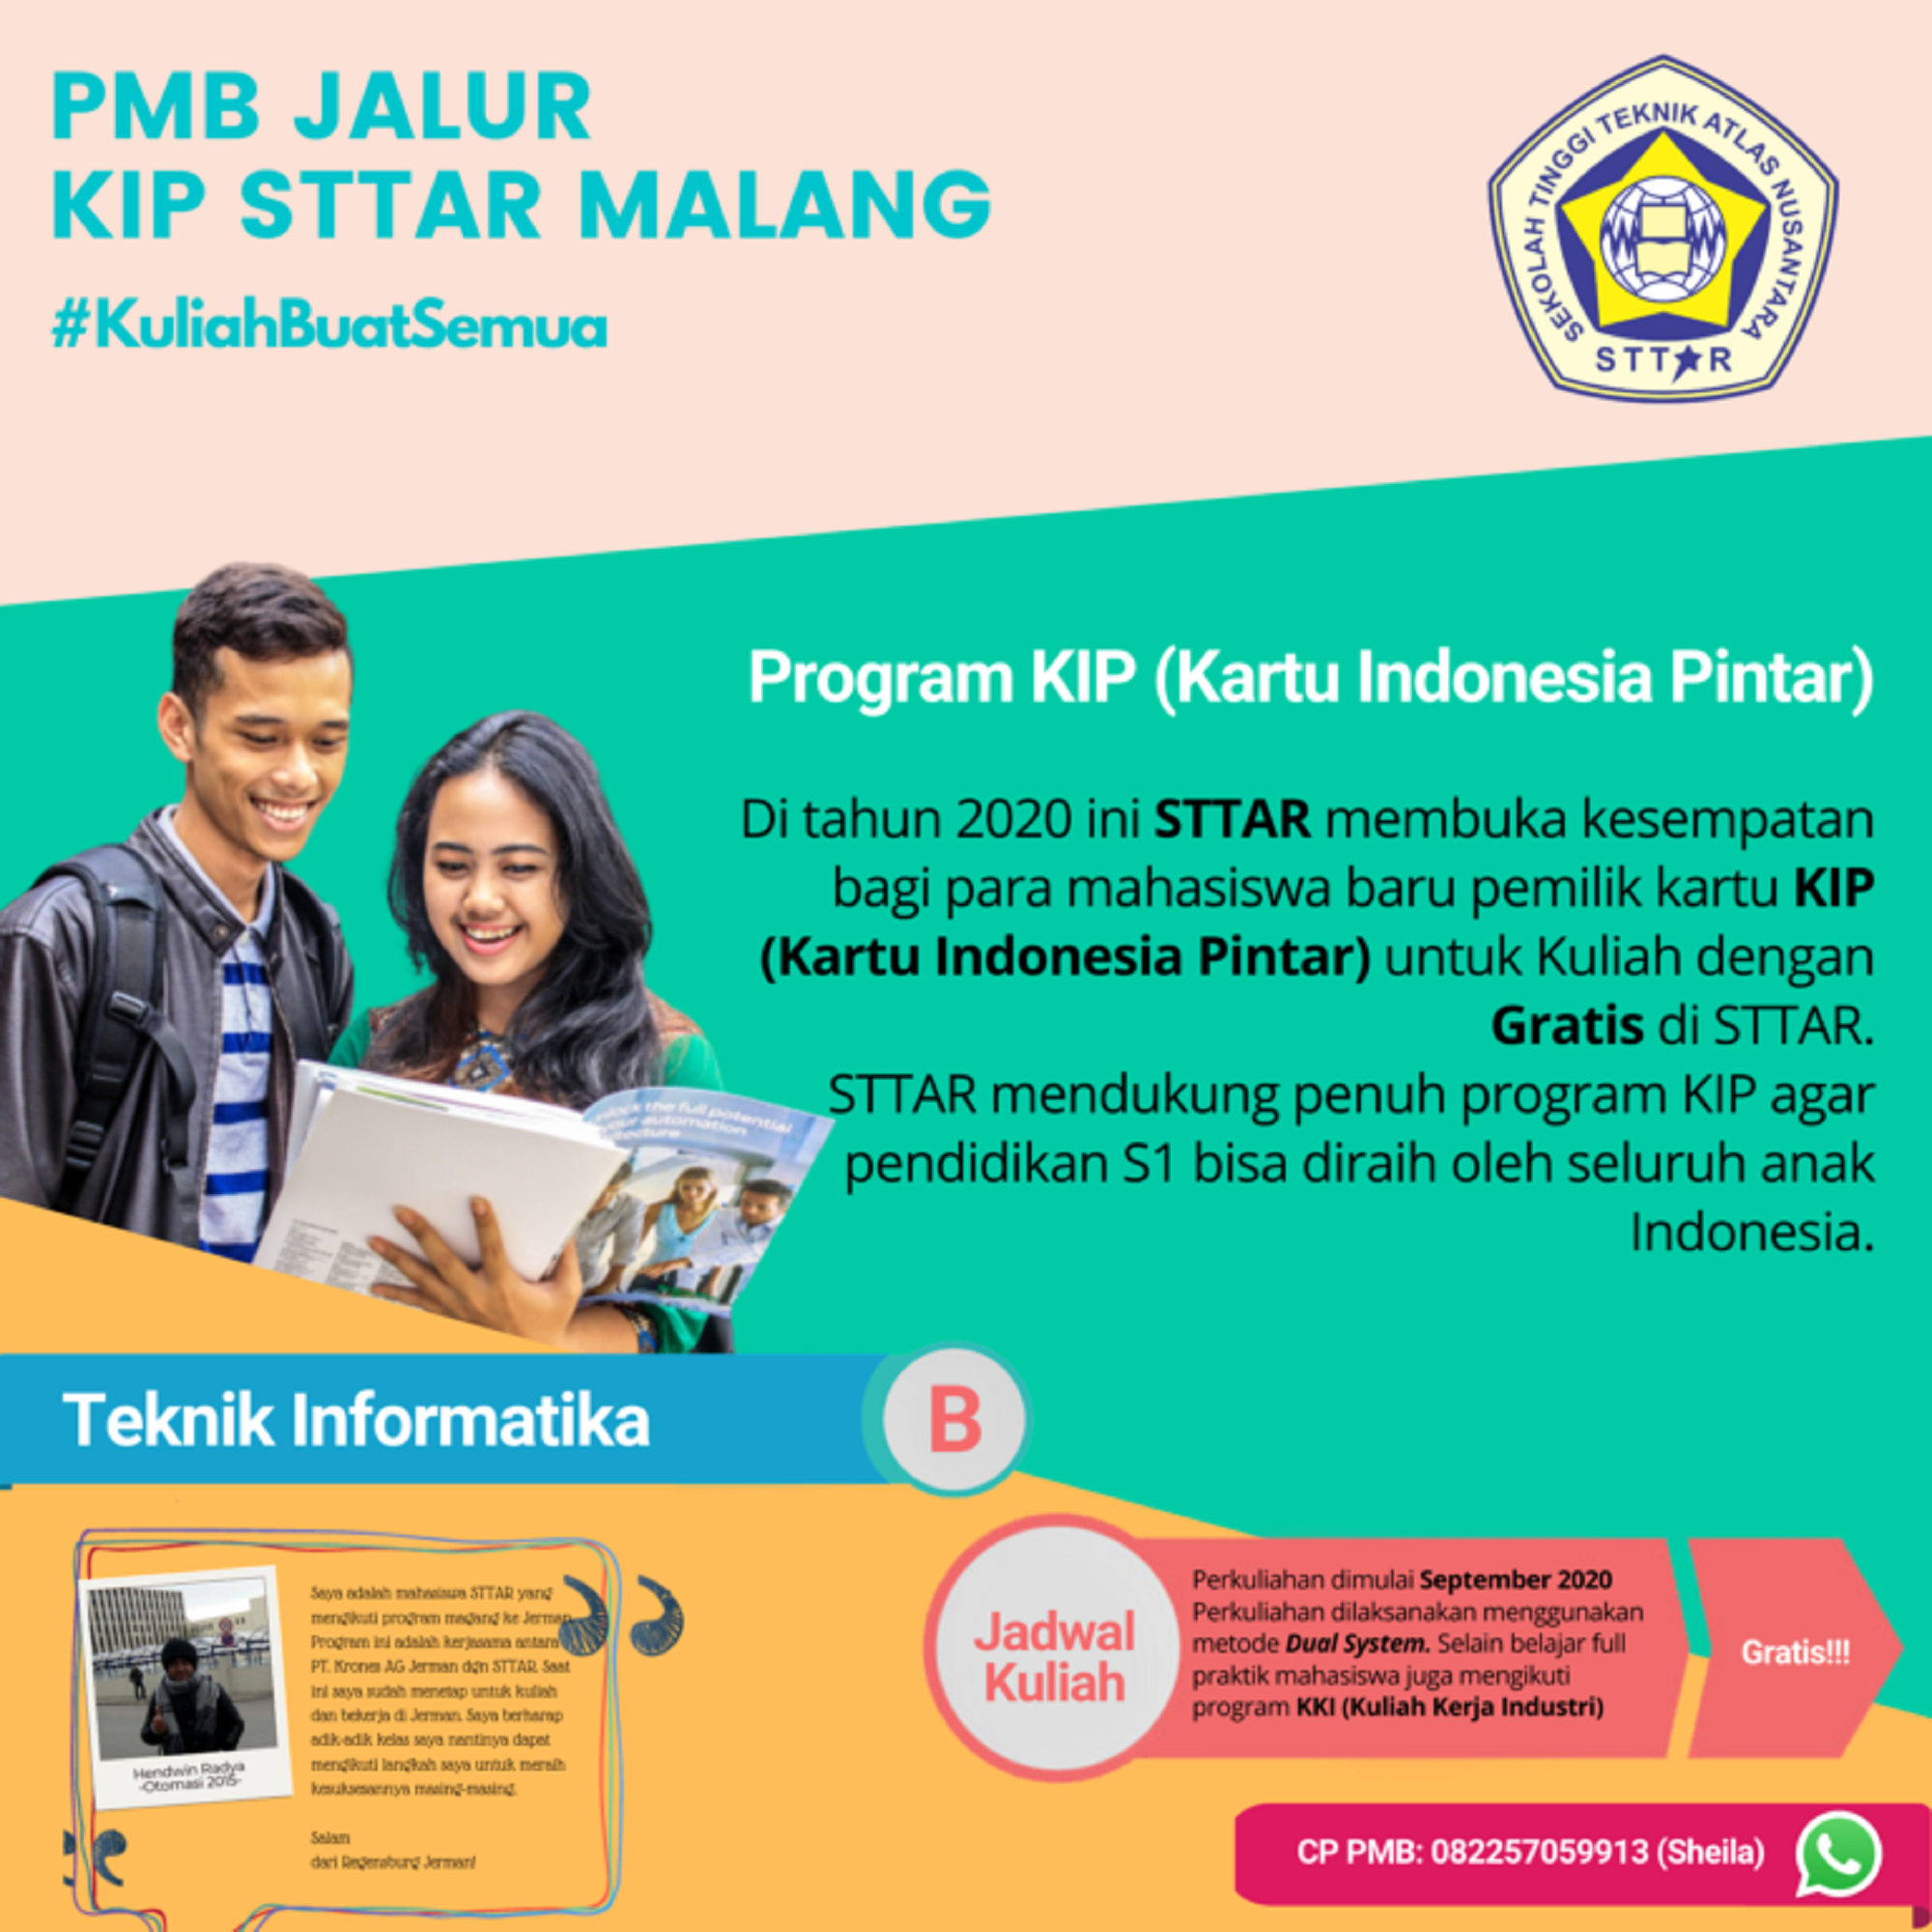 PMB JALUR
KIP STTAR MALANG
#KuliahBuatSemua
SEKOLAH TINGGI TEKNIK ATLAS NUSANTARA
STTAR
Program KIP (Kartu Indonesia Pintar)
Di tahun 2020 ini STTAR membuka kesempatan
bagi para mahasiswa baru pemilik kartu KIP
(Kartu Indonesia Pintar) untuk Kuliah dengan
Gratis di STTAR.
STTAR mendukung penuh program KIP agar
pendidikan S1 bisa diraih oleh seluruh anak
Indonesia.
the full potential
your automation
Teknik Informatika
B
Saya adalah mahasiswa STTAR yang
mengikuti program magang ke Jerman
Program ini adalah kerjasama antara
PT. Krones AG Jerman dgn STTAR. Saat
ini saya sudah menetap untuk kuliah
dan bekerja di Jerman. Saya berharap
adik-adik kelas saya nantinya dapat
mengikuti langkah saya untuk meraih
kesuksesannya masing-masing.
Salam
dari Regensburg Jerman!
Hendwin Radya
-Otomasi 2015-
Jadwal
Kuliah
Perkuliahan dimulai September 2020
Perkuliahan dilaksanakan menggunakan
metode Dual System. Selain belajar full
praktik mahasiswa juga mengikuti
program KKI (Kuliah Kerja Industri)
Gratis!!!
CP PMB: 082257059913 (Sheila)